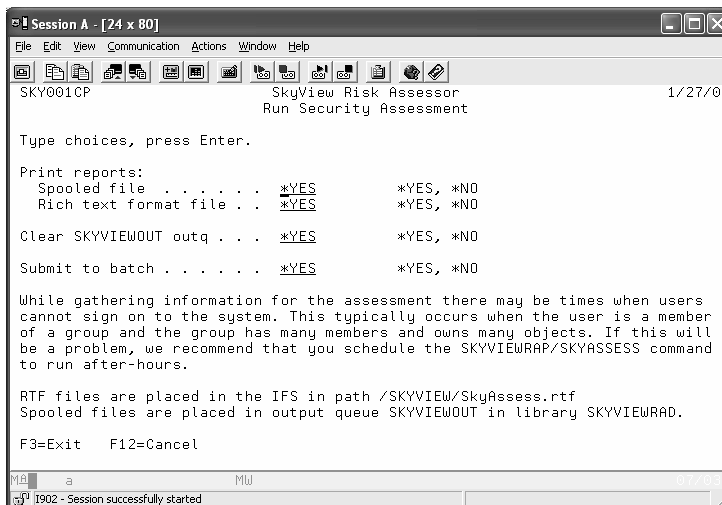 Session A - [24 x 80]
File Edit View Communication Actions Window Help
SKY001CP SkyView Risk Assessor 1/27/0
Run Security Assessment
Type choices, press Enter.
Print reports:
Spooled file . . . . . . *YES *YES, *NO
Rich text format file . . *YES *YES, *NO
Clear SKYVIEWOUT outq . . . *YES *YES, *NO
Submit to batch . . . . . . *YES *YES, *NO
While gathering information for the assessment there may be times when users
cannot sign on to the system. This typically occurs when the user is a member
of a group and the group has many members and owns many objects. If this will
be a problem, we recommend that you schedule the SKYVIEWRAP/SKYASSESS command
to run after-hours.
RTF files are placed in the IFS in path /SKYVIEW/SkyAssess.rtf
Spooled files are placed in output queue SKYVIEWOUT in library SKYVIEWRAD.
F3=Exit F12=Cancel
MA a MW 07/03
I902 - Session successfully started